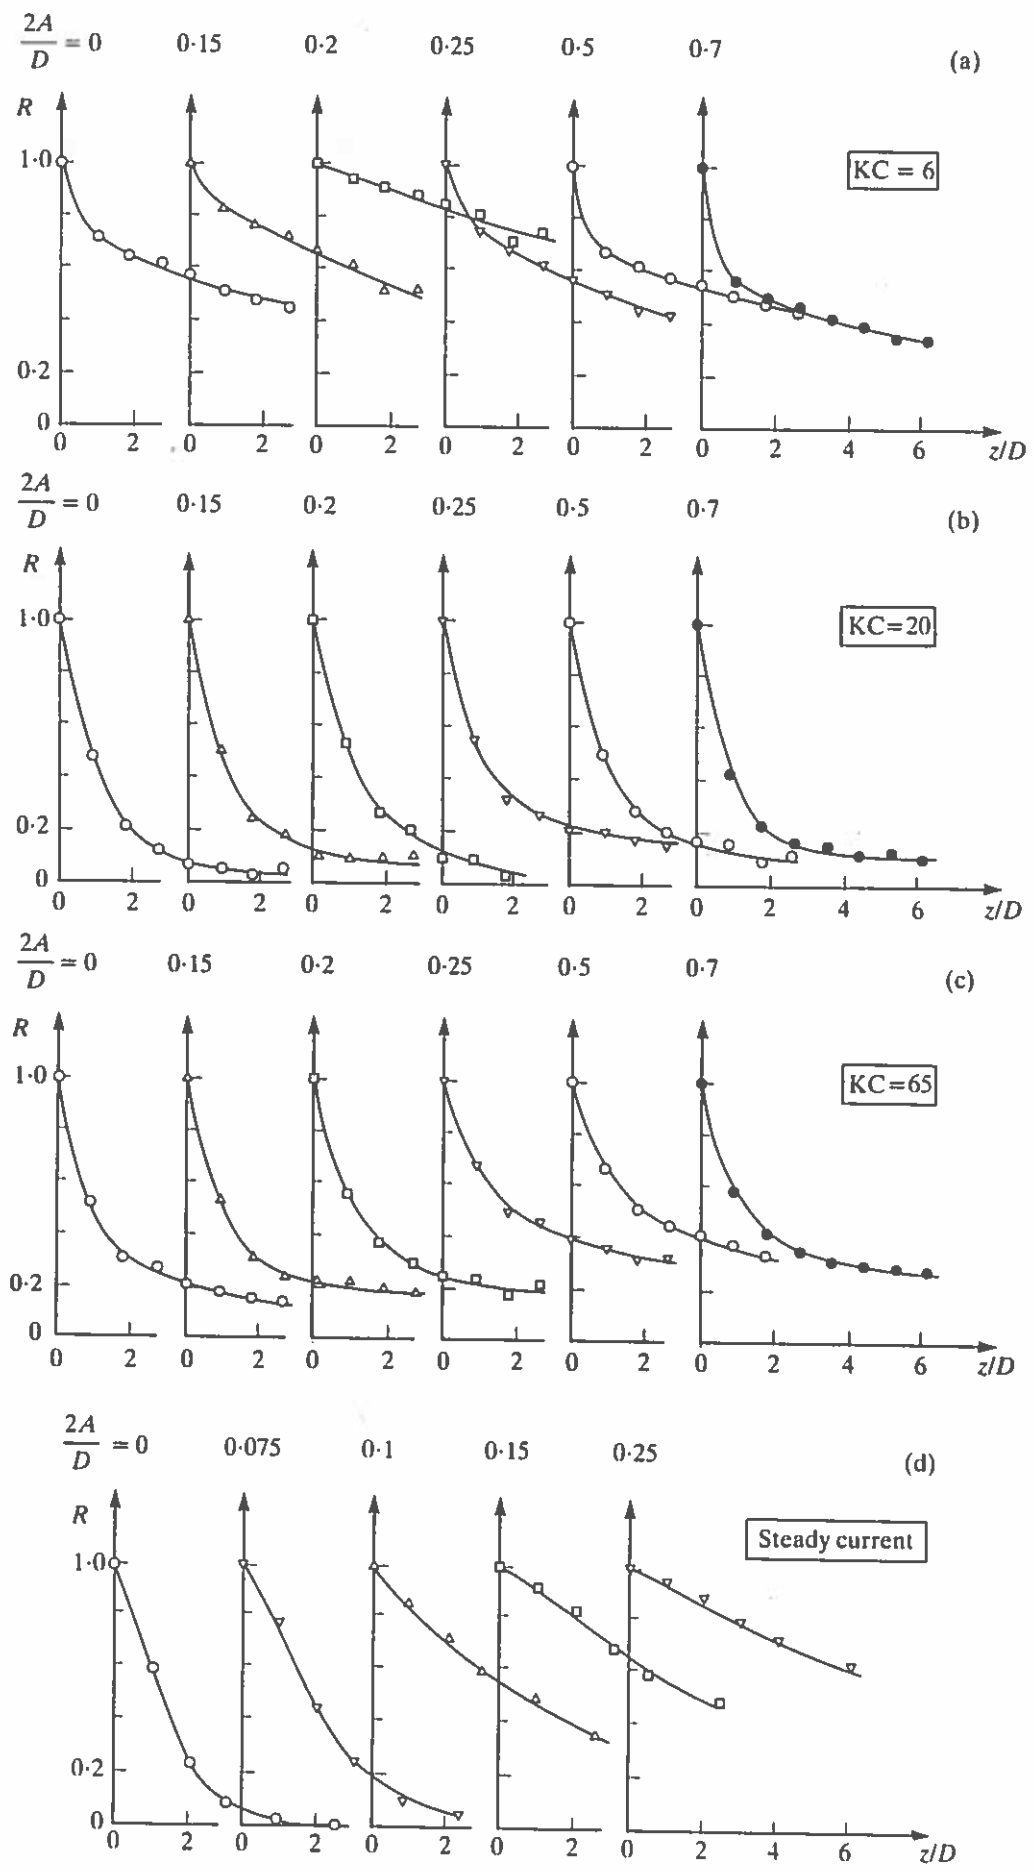 2A/D = 0 0·15 0·2 0·25 0·5 0·7 (a)
R
1·0
KC = 6
0·2
0
0 2 0 2 0 2 0 2 0 2 0 2 4 6 z/D
2A/D = 0 0·15 0·2 0·25 0·5 0·7 (b)
R
1·0
KC=20
0·2
0
0 2 0 2 0 2 0 2 0 2 0 2 4 6 z/D
2A/D = 0 0·15 0·2 0·25 0·5 0·7 (c)
R
1·0
KC=65
0·2
0
0 2 0 2 0 2 0 2 0 2 0 2 4 6 z/D
2A/D = 0 0·075 0·1 0·15 0·25 (d)
R
Steady current
1·0
0·2
0
0 2 0 2 0 2 0 2 0 2 4 6 z/D